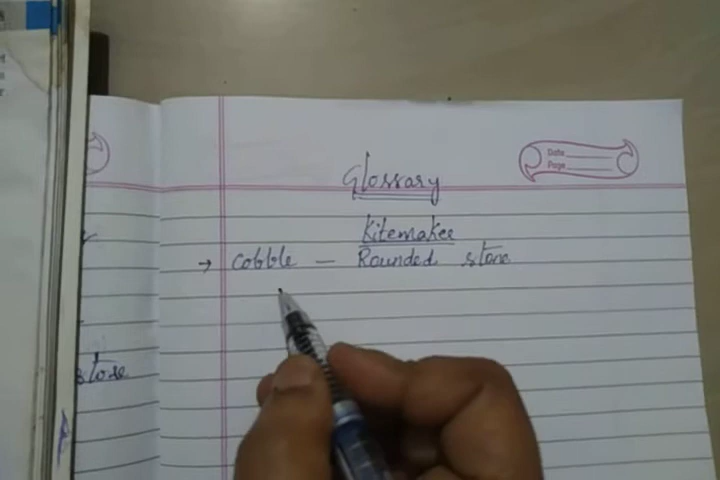 Date
Page
Glossary
Kitemaker
→ Cobble — Rounded stone
stone